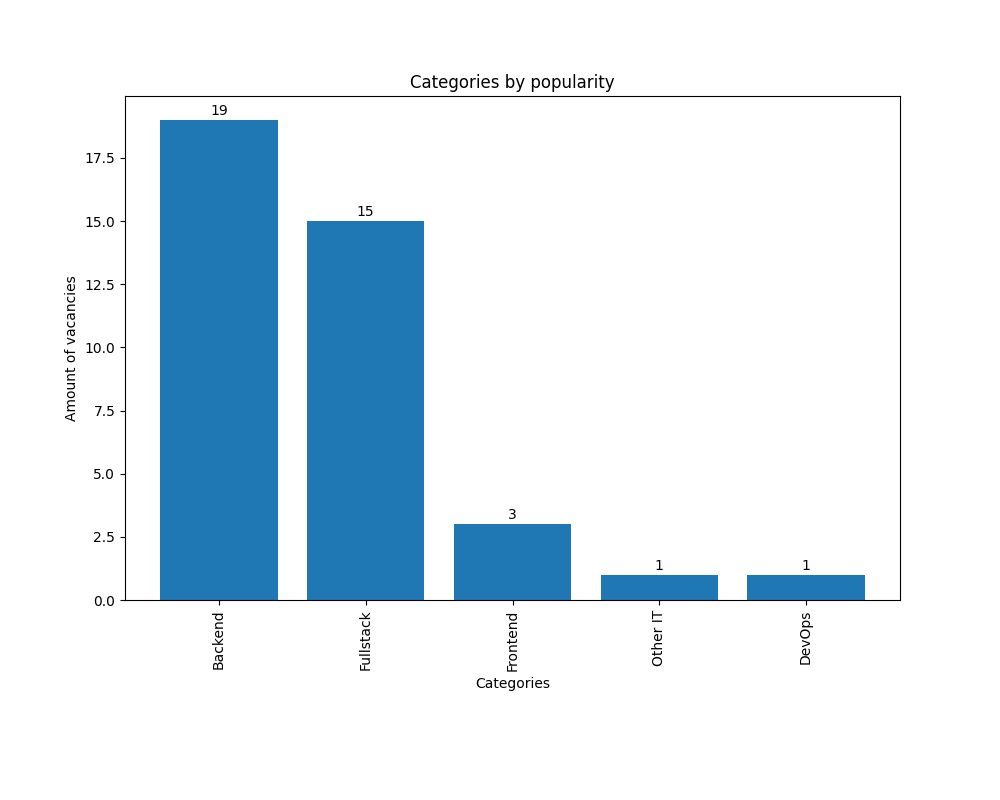 Categories by popularity
19
15
3
1
1
17.5
15.0
12.5
10.0
7.5
5.0
2.5
0.0
Amount of vacancies
Backend
Fullstack
Frontend
Other IT
DevOps
Categories